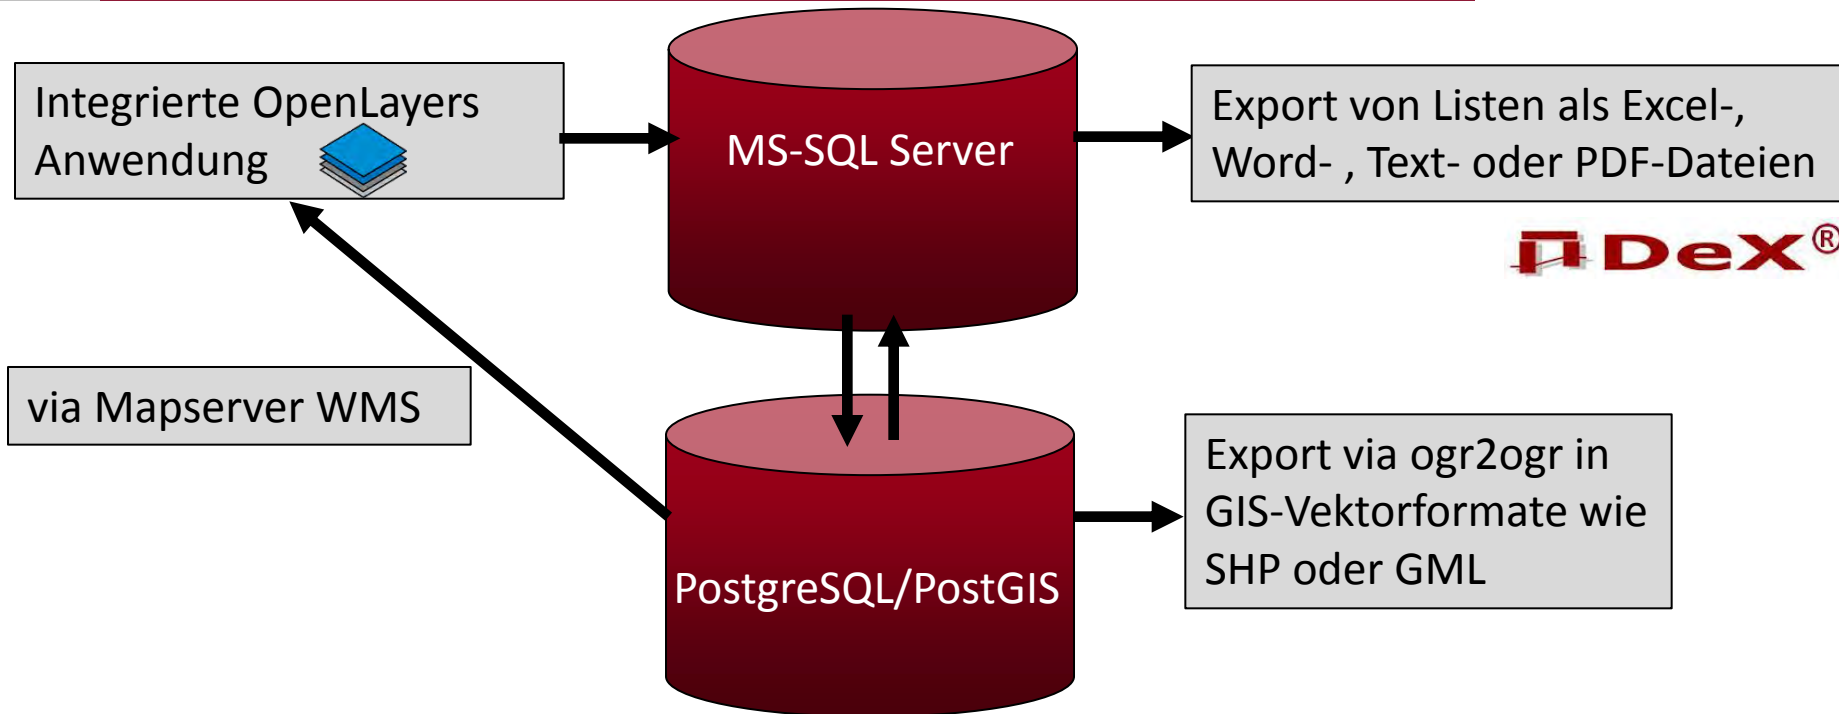 Integrierte OpenLayers
Anwendung
MS-SQL Server
Export von Listen als Excel-,
Word- , Text- oder PDF-Dateien
DeX®
via Mapserver WMS
PostgreSQL/PostGIS
Export via ogr2ogr in
GIS-Vektorformate wie
SHP oder GML